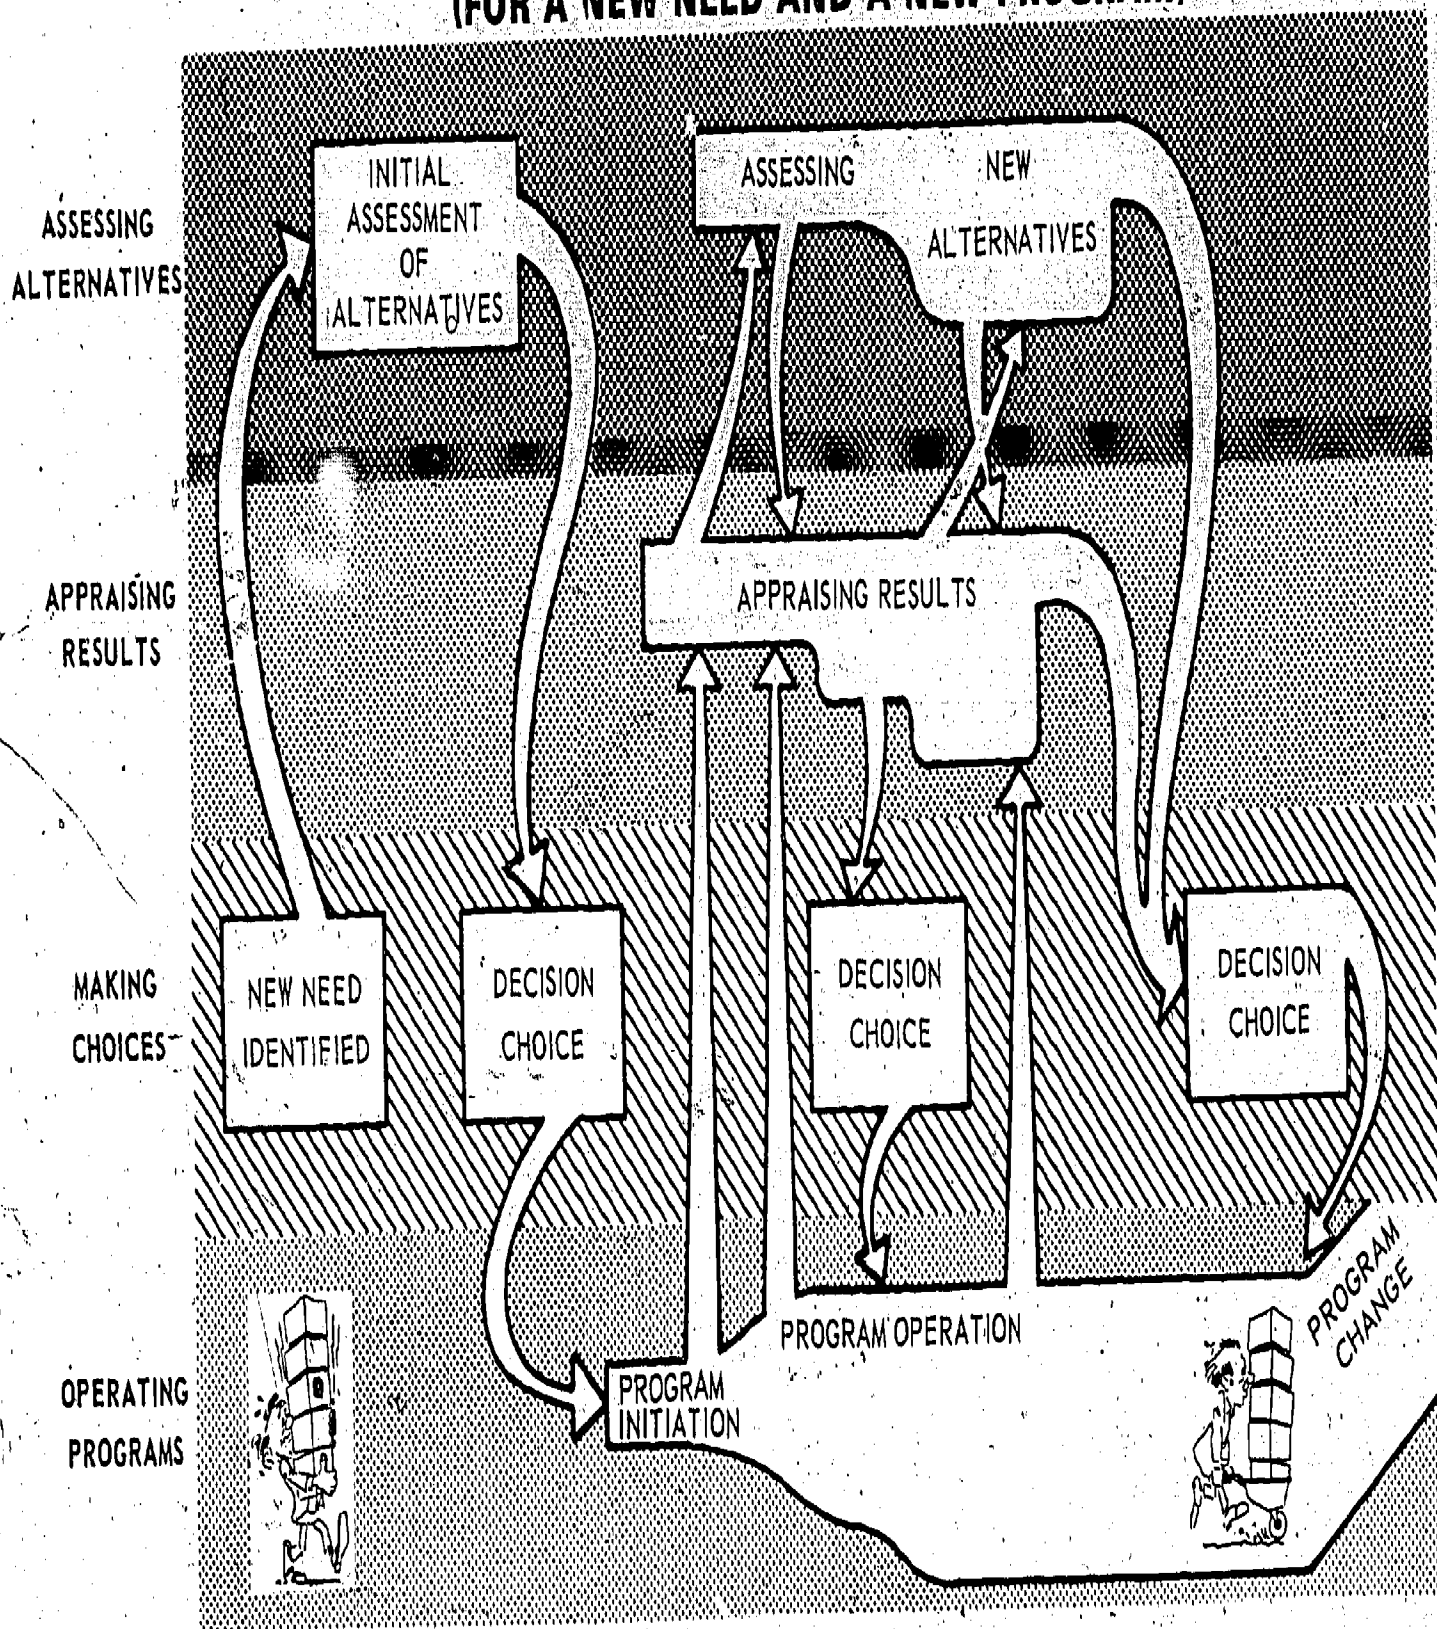 (FOR A NEW NEED AND A NEW PROGRAM)
ASSESSING
ALTERNATIVES
INITIAL
ASSESSMENT
OF
ALTERNATIVES
ASSESSING NEW
ALTERNATIVES
APPRAISING
RESULTS
APPRAISING RESULTS
MAKING
CHOICES
NEW NEED
IDENTIFIED
DECISION
CHOICE
DECISION
CHOICE
DECISION
CHOICE
OPERATING
PROGRAMS
PROGRAM
INITIATION
PROGRAM OPERATION
PROGRAM
CHANGE